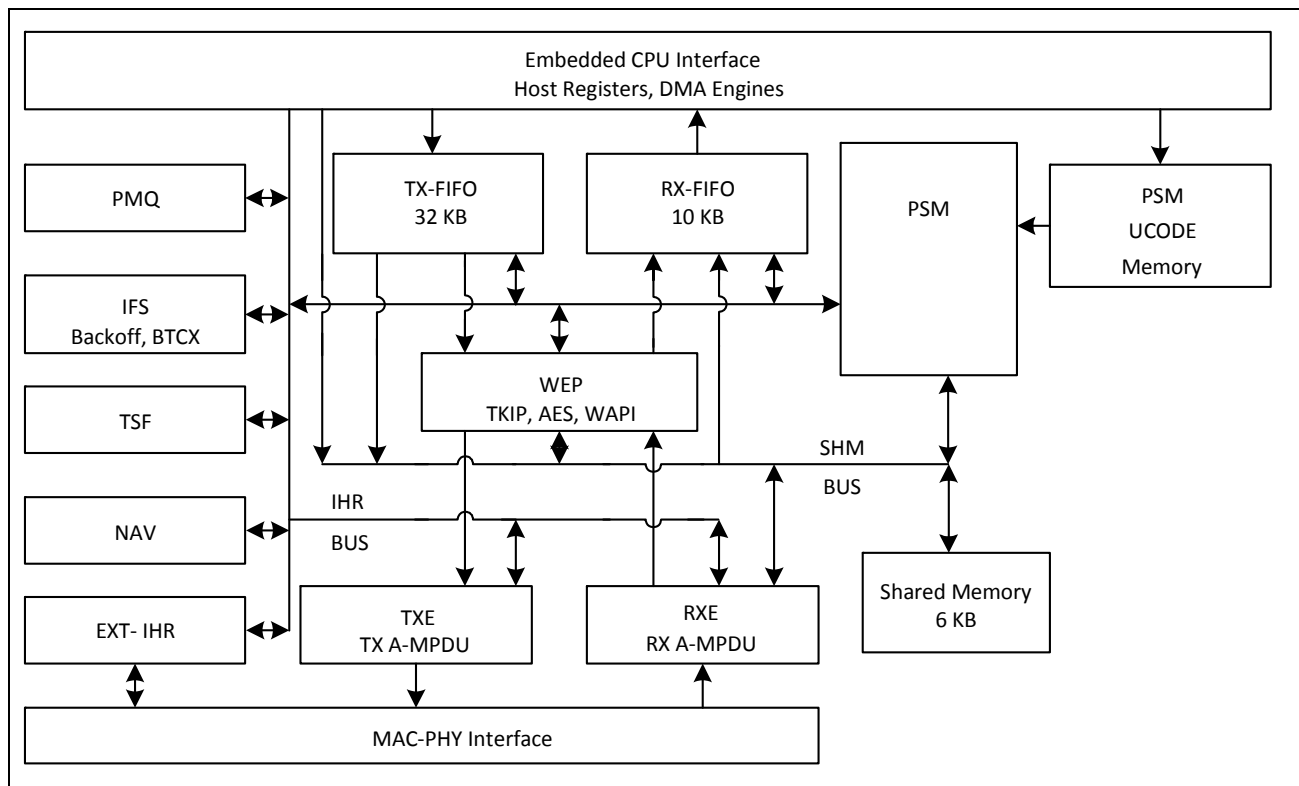 Embedded CPU Interface
Host Registers, DMA Engines
PMQ
TX-FIFO
32 KB
RX-FIFO
10 KB
PSM
PSM
UCODE
Memory
IFS
Backoff, BTCX
WEP
TKIP, AES, WAPI
TSF
SHM
BUS
IHR
BUS
NAV
Shared Memory
6 KB
EXT- IHR
TXE
TX A-MPDU
RXE
RX A-MPDU
MAC-PHY Interface